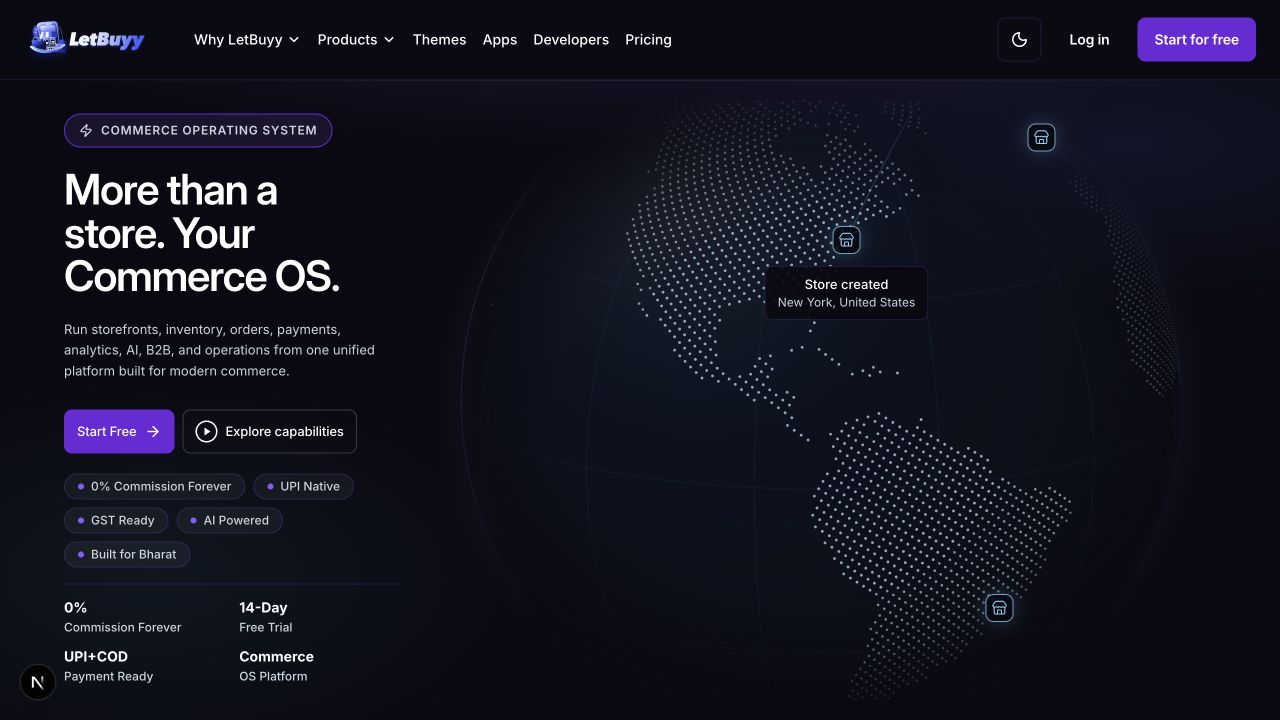 LetBuyy
Why LetBuyy
Products
Themes
Apps
Developers
Pricing
Log in
Start for free
COMMERCE OPERATING SYSTEM
More than a
store. Your
Commerce OS.
Run storefronts, inventory, orders, payments,
analytics, AI, B2B, and operations from one unified
platform built for modern commerce.
Start Free
Explore capabilities
0% Commission Forever
UPI Native
GST Ready
AI Powered
Built for Bharat
0%
Commission Forever
14-Day
Free Trial
UPI+COD
Payment Ready
Commerce
OS Platform
Store created
New York, United States
N